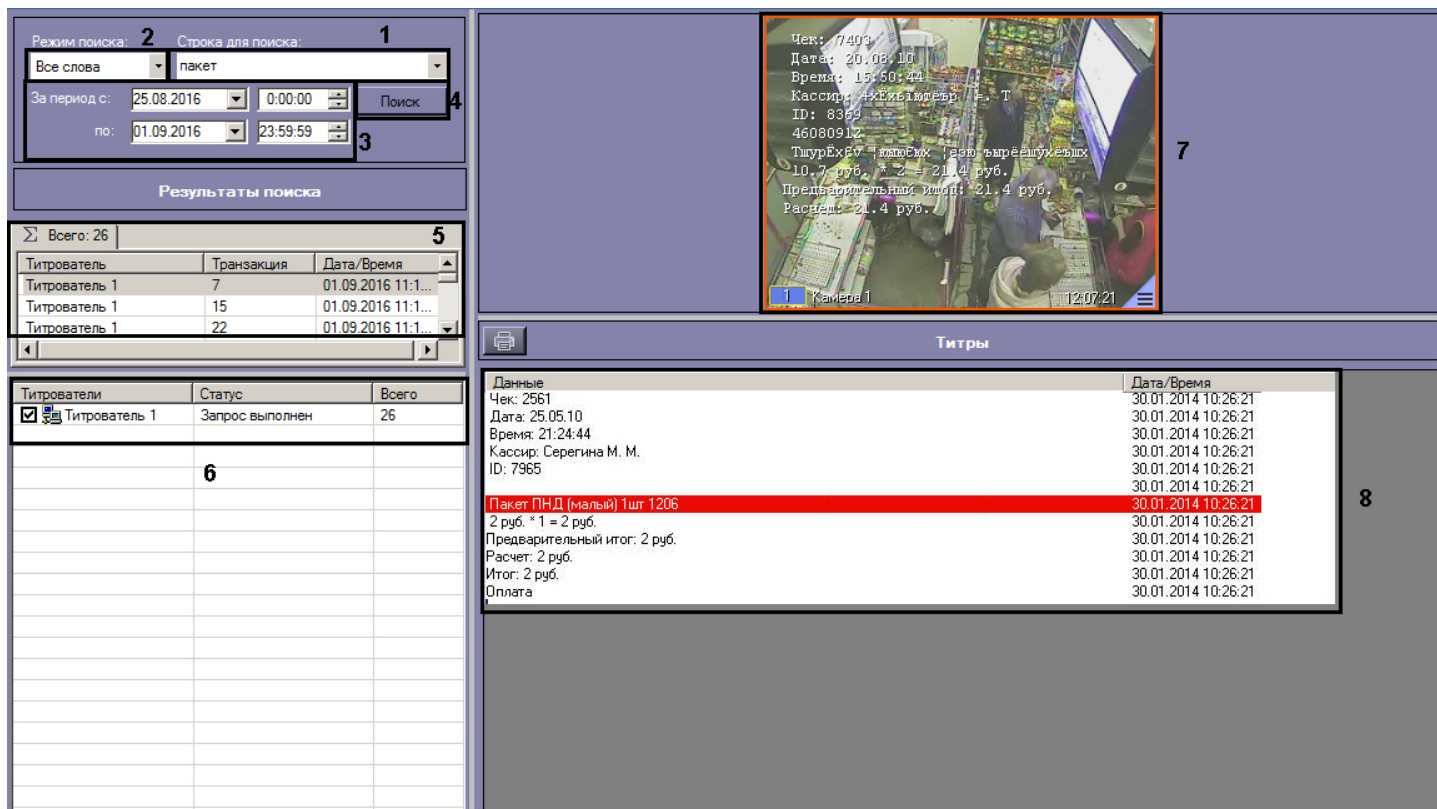 Режим поиска: 2 Строка для поиска: 1
Все слова пакет
За период с: 25.08.2016 0:00:00 Поиск 4
по: 01.09.2016 23:59:59 3
Результаты поиска
Σ Всего: 26 5
Титрователь Транзакция Дата/Время
Титрователь 1 7 01.09.2016 11:1...
Титрователь 1 15 01.09.2016 11:1...
Титрователь 1 22 01.09.2016 11:1...
Титрователи Статус Всего
Титрователь 1 Запрос выполнен 26
6
Чек: 7403
Дата: 20.08.10
Время: 15:50:44
Кассир: =. Т
ID: 8369
46080912
10.7 руб. * 2 = 21.4 руб.
Предварительный итог: 21.4 руб.
Расчет: 21.4 руб.
1 Камера 1 12:07:21
7
Титры
Данные Дата/Время
Чек: 2561 30.01.2014 10:26:21
Дата: 25.05.10 30.01.2014 10:26:21
Время: 21:24:44 30.01.2014 10:26:21
Кассир: Серегина М. М. 30.01.2014 10:26:21
ID: 7965 30.01.2014 10:26:21
30.01.2014 10:26:21
Пакет ПНД (малый) 1шт 1206 30.01.2014 10:26:21
2 руб. * 1 = 2 руб. 30.01.2014 10:26:21
Предварительный итог: 2 руб. 30.01.2014 10:26:21
Расчет: 2 руб. 30.01.2014 10:26:21
Итог: 2 руб. 30.01.2014 10:26:21
Оплата 30.01.2014 10:26:21
8